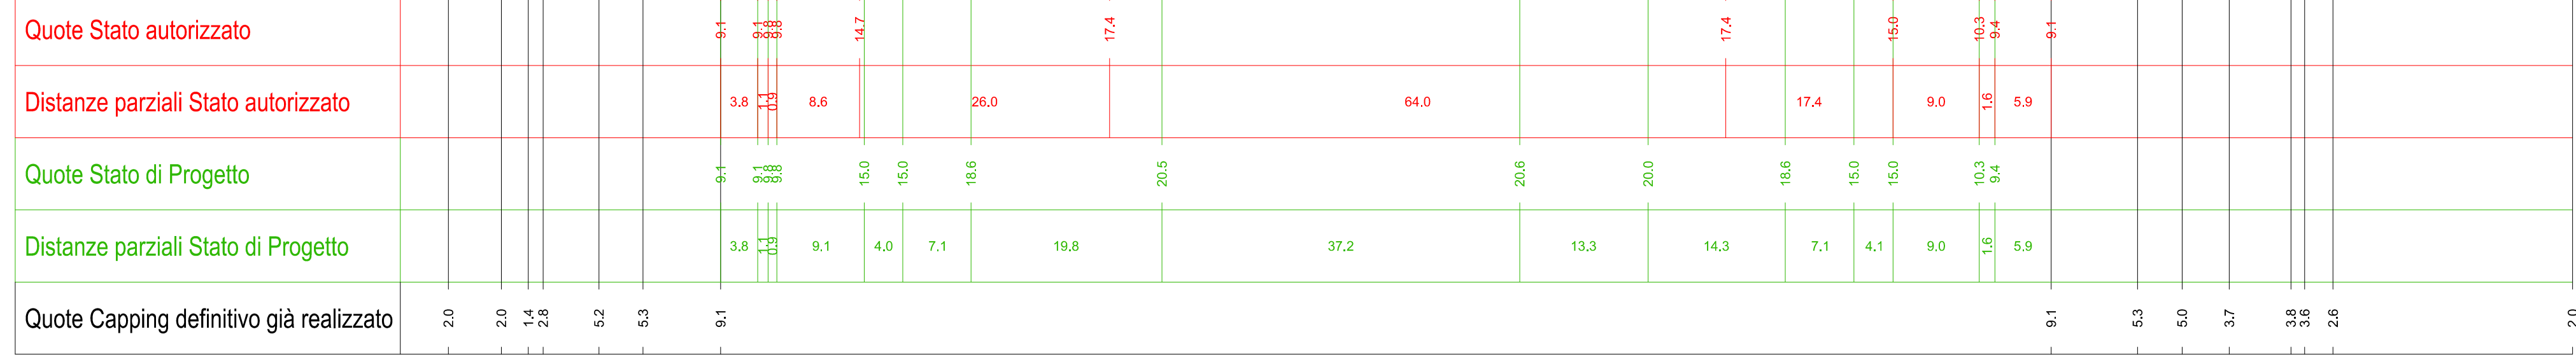 Quote Stato autorizzato 9.1 9.1 9.8 9.8 14.7 17.4 17.4 15.0 10.3 9.4 9.1
Distanze parziali Stato autorizzato 3.8 1.1 0.9 8.6 26.0 64.0 17.4 9.0 1.6 5.9
Quote Stato di Progetto 9.1 9.1 9.8 9.8 15.0 15.0 18.6 20.5 20.6 20.0 18.6 15.0 15.0 10.3 9.4
Distanze parziali Stato di Progetto 3.8 1.1 0.9 9.1 4.0 7.1 19.8 37.2 13.3 14.3 7.1 4.1 9.0 1.6 5.9
Quote Capping definitivo già realizzato 2.0 2.0 1.4 2.8 5.2 5.3 9.1 9.1 5.3 5.0 3.7 3.8 3.6 2.6 2.0